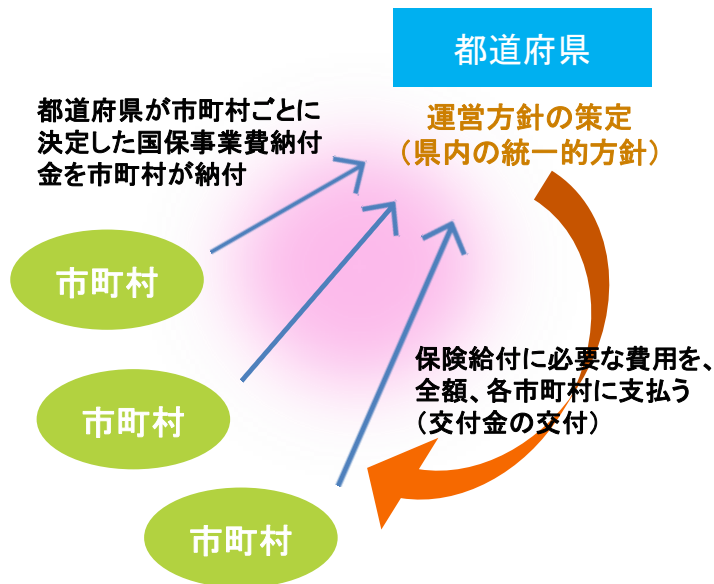 都道府県
都道府県が市町村ごとに
決定した国保事業費納付
金を市町村が納付
運営方針の策定
（県内の統一的方針）
市町村
保険給付に必要な費用を、
全額、各市町村に支払う
（交付金の交付）
市町村
市町村